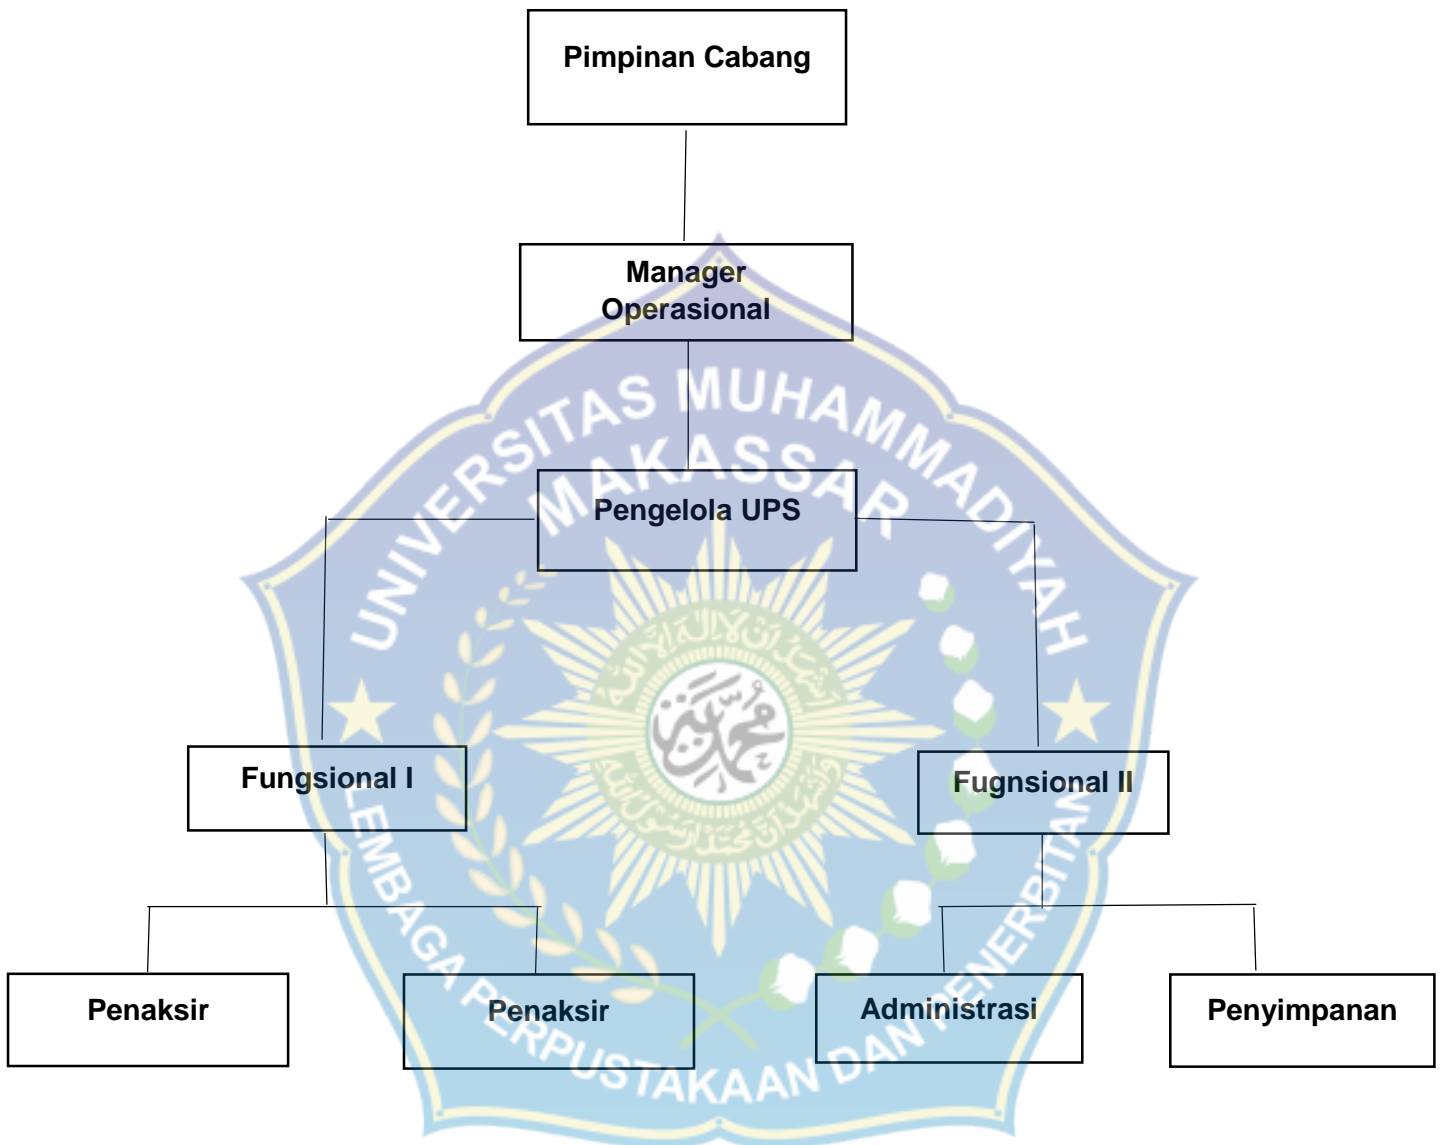 Pimpinan Cabang
Manager
Operasional
UNIVERSITAS MUHAMMADIYAH
MAKASSAR
Pengelola UPS
Fungsional I
Fugnsional II
Penaksir
Penaksir
Administrasi
Penyimpanan
LEMBAGA PERPUSTAKAAN DAN PENERBITAN